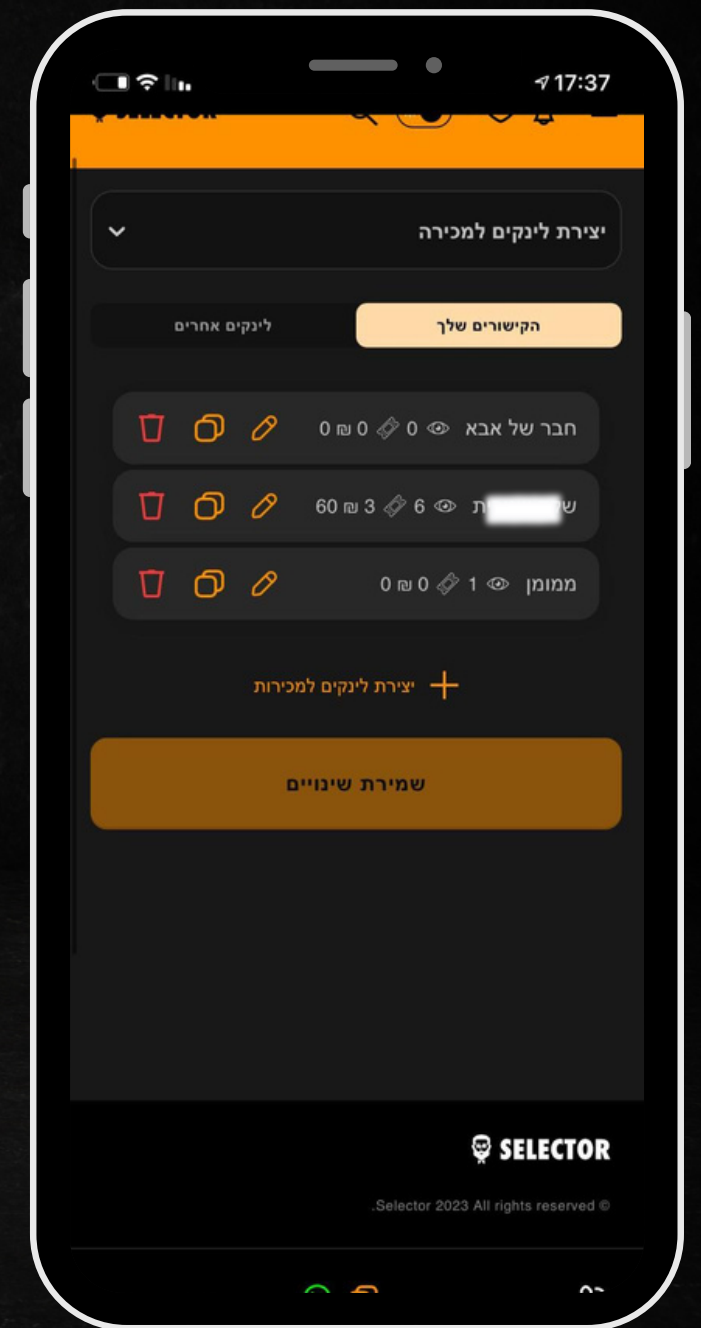 17:37
SELECTOR
יצירת לינקים למכירה
הקישורים שלך
לינקים אחרים
חבר של אבא 0 0 ₪ 0
ש ת 6 3 ₪ 60
ממומן 1 0 ₪ 0
יצירת לינקים למכירות
שמירת שינויים
SELECTOR
.Selector 2023 All rights reserved ©